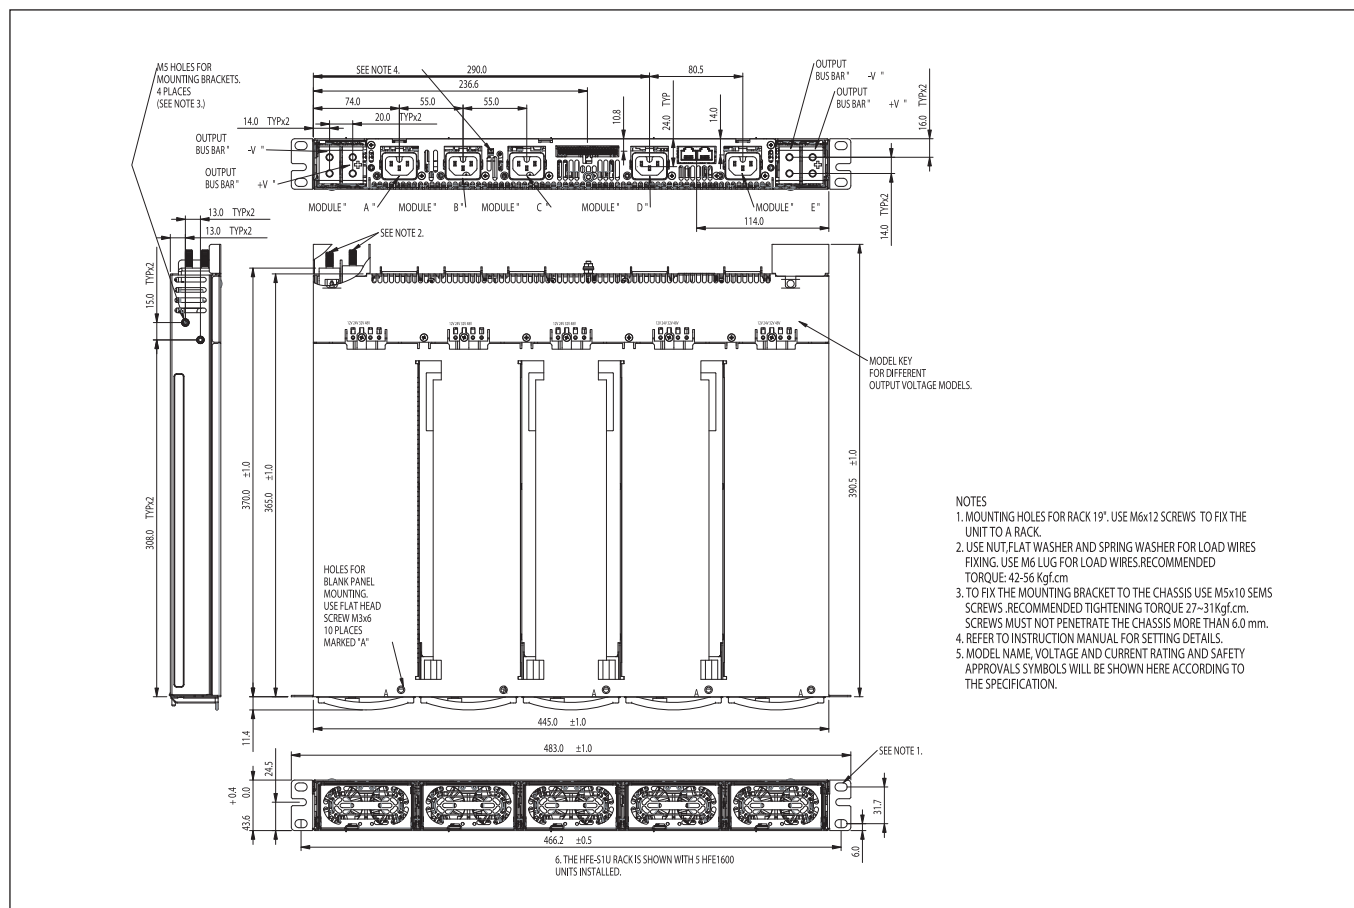 M5 HOLES FOR
MOUNTING BRACKETS.
4 PLACES
(SEE NOTE 3.)
SEE NOTE 4.
290.0
80.5
236.6
74.0
55.0
55.0
14.0 TYPx2
20.0 TYPx2
10.8
24.0 TYP
14.0
OUTPUT
BUS BAR " -V "
OUTPUT
BUS BAR " +V "
16.0 TYPx2
OUTPUT
BUS BAR " -V "
OUTPUT
BUS BAR " +V "
MODULE " A "
MODULE " B "
MODULE " C "
MODULE " D "
MODULE " E "
114.0
14.0 TYPx2
13.0 TYPx2
13.0 TYPx2
SEE NOTE 2.
15.0 TYPx2
308.0 TYPx2
370.0 ±1.0
365.0 ±1.0
390.5 ±1.0
MODEL KEY
FOR DIFFERENT
OUTPUT VOLTAGE MODELS.
HOLES FOR
BLANK PANEL
MOUNTING.
USE FLAT HEAD
SCREW M3x6
10 PLACES
MARKED "A"
A
A
A
A
NOTES
1. MOUNTING HOLES FOR RACK 19". USE M6x12 SCREWS TO FIX THE
UNIT TO A RACK.
2. USE NUT,FLAT WASHER AND SPRING WASHER FOR LOAD WIRES
FIXING. USE M6 LUG FOR LOAD WIRES.RECOMMENDED
TORQUE: 42-56 Kgf.cm
3. TO FIX THE MOUNTING BRACKET TO THE CHASSIS USE M5x10 SEMS
SCREWS .RECOMMENDED TIGHTENING TORQUE 27~31Kgf.cm.
SCREWS MUST NOT PENETRATE THE CHASSIS MORE THAN 6.0 mm.
4. REFER TO INSTRUCTION MANUAL FOR SETTING DETAILS.
5. MODEL NAME, VOLTAGE AND CURRENT RATING AND SAFETY
APPROVALS SYMBOLS WILL BE SHOWN HERE ACCORDING TO
THE SPECIFICATION.
11.4
445.0 ±1.0
483.0 ±1.0
SEE NOTE 1.
24.5
+ 0.4
0.0
43.6
31.7
6.0
466.2 ±0.5
6. THE HFE-S1U RACK IS SHOWN WITH 5 HFE1600
UNITS INSTALLED.